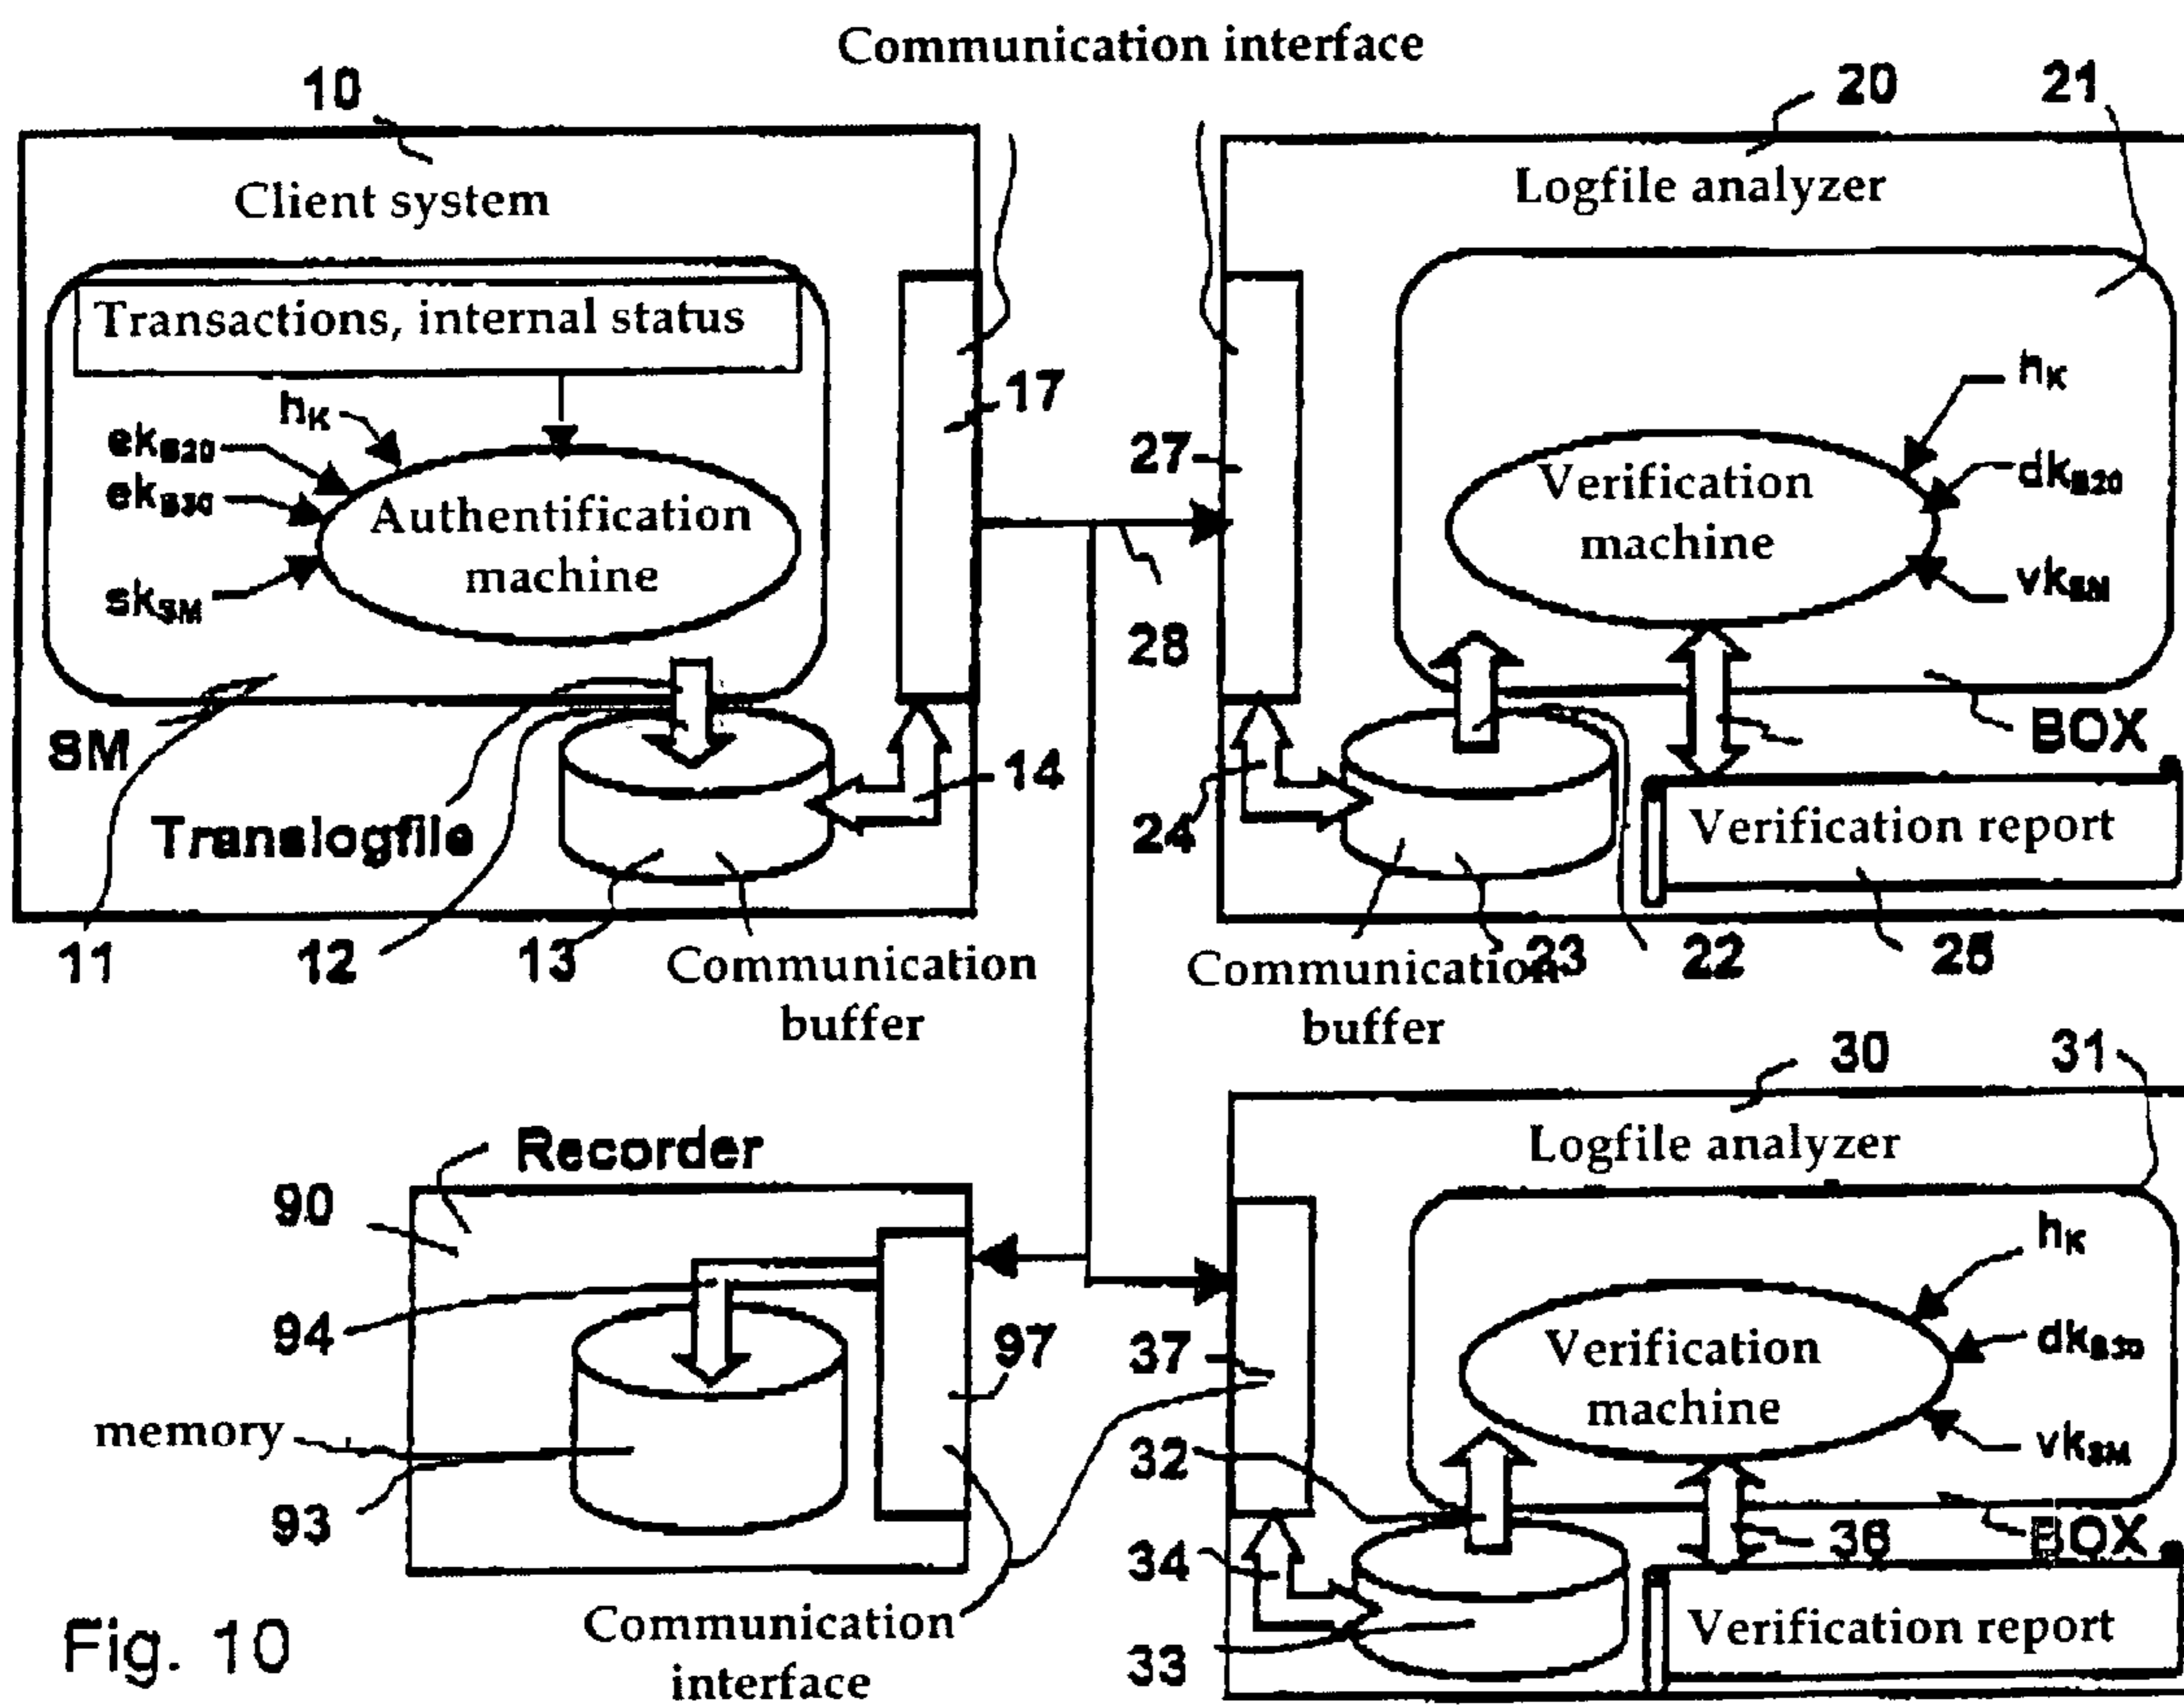 Communication interface
10
20
21
Client system
Logfile analyzer
Transactions, internal status
hK
ekB20
ekB30
skSM
Authentification
machine
17
27
28
hK
dkB20
vkSM
Verification
machine
SM
BOX
Translogfile
14
24
Verification report
11
12
13
Communication
buffer
Communication
buffer
23
22
25
30
31
Logfile analyzer
Recorder
90
94
97
memory
93
37
32
34
33
hK
dkB30
vkSM
Verification
machine
36
BOX
Verification report
Communication
interface
Fig. 10